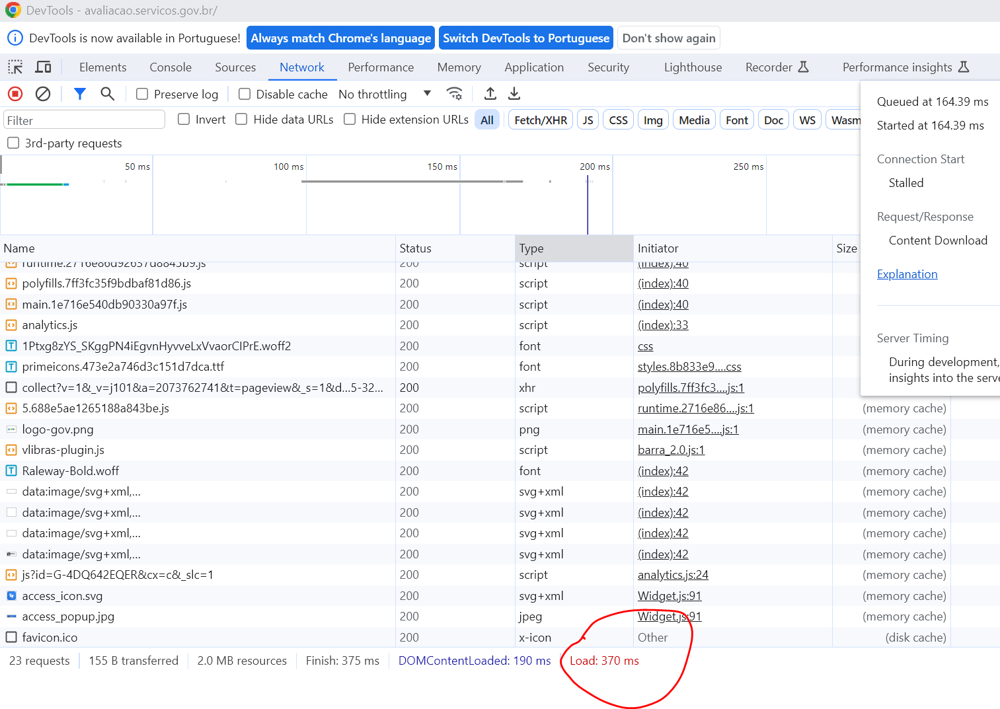 DevTools - avaliacao.servicos.gov.br/
DevTools is now available in Portuguese! Always match Chrome's language Switch DevTools to Portuguese Don't show again
Elements Console Sources Network Performance Memory Application Security Lighthouse Recorder Performance insights
Preserve log Disable cache No throttling
Filter Invert Hide data URLs Hide extension URLs All Fetch/XHR JS CSS Img Media Font Doc WS Wasm
3rd-party requests
50 ms 100 ms 150 ms 200 ms 250 ms
Queued at 164.39 ms
Started at 164.39 ms
Connection Start
Stalled
Request/Response
Content Download
Explanation
Server Timing
During development,
insights into the serve
Name Status Type Initiator Size
runtime.2716e86d92637d8843b9.js 200 script (index):40
polyfills.7ff3fc35f9bdbaf81d86.js 200 script (index):40
main.1e716e540db90330a97f.js 200 script (index):40
analytics.js 200 script (index):33
1Ptxg8zYS_SKggPN4iEgvnHyvveLxVvaorCIPrE.woff2 200 font css
primeicons.473e2a746d3c151d7dca.ttf 200 font styles.8b833e9....css
collect?v=1&_v=j101&a=2073762741&t=pageview&_s=1&d...5-32... 200 xhr polyfills.7ff3fc3....js:1
5.688e5ae1265188a843be.js 200 script runtime.2716e86....js:1 (memory cache)
logo-gov.png 200 png main.1e716e5....js:1 (memory cache)
vlibras-plugin.js 200 script barra_2.0.js:1 (memory cache)
Raleway-Bold.woff 200 font (index):42 (memory cache)
data:image/svg+xml,... 200 svg+xml (index):42 (memory cache)
data:image/svg+xml,... 200 svg+xml (index):42 (memory cache)
data:image/svg+xml,... 200 svg+xml (index):42 (memory cache)
data:image/svg+xml,... 200 svg+xml (index):42 (memory cache)
js?id=G-4DQ642EQER&cx=c&_slc=1 200 script analytics.js:24 (memory cache)
access_icon.svg 200 svg+xml Widget.js:91 (memory cache)
access_popup.jpg 200 jpeg Widget.js:91 (memory cache)
favicon.ico 200 x-icon Other (disk cache)
23 requests 155 B transferred 2.0 MB resources Finish: 375 ms DOMContentLoaded: 190 ms Load: 370 ms